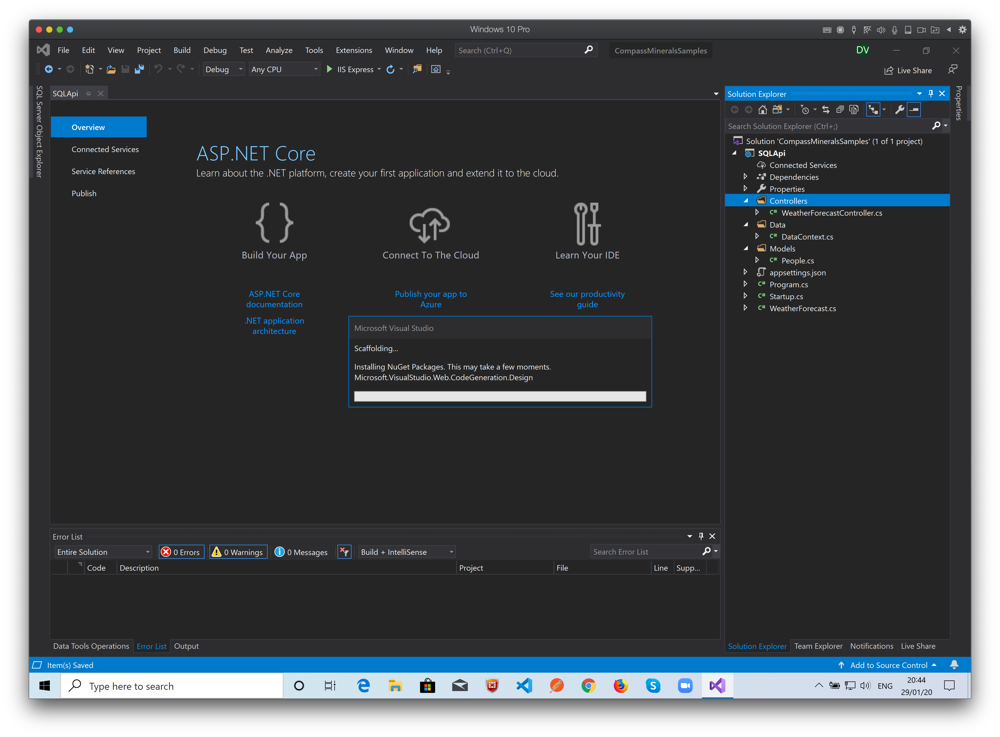 Windows 10 Pro
File Edit View Project Build Debug Test Analyze Tools Extensions Window Help Search (Ctrl+Q) CompassMineralsSamples DV
Debug Any CPU IIS Express Live Share
SQL Server Object Explorer
SQLApi
Overview
Connected Services
Service References
Publish
ASP.NET Core
Learn about the .NET platform, create your first application and extend it to the cloud.
Build Your App Connect To The Cloud Learn Your IDE
ASP.NET Core
documentation
Publish your app to
Azure
See our productivity
guide
.NET application
architecture
Microsoft Visual Studio
Scaffolding...
Installing NuGet Packages. This may take a few moments.
Microsoft.VisualStudio.Web.CodeGeneration.Design
Solution Explorer
Search Solution Explorer (Ctrl+;)
Solution 'CompassMineralsSamples' (1 of 1 project)
SQLApi
Connected Services
Dependencies
Properties
Controllers
C# WeatherForecastController.cs
Data
C# DataContext.cs
Models
C# People.cs
appsettings.json
C# Program.cs
C# Startup.cs
C# WeatherForecast.cs
Properties
Error List
Entire Solution 0 Errors 0 Warnings 0 Messages Build + IntelliSense Search Error List
Code Description Project File Line Supp...
Data Tools Operations Error List Output
Solution Explorer Team Explorer Notifications Live Share
Item(s) Saved Add to Source Control
Type here to search ENG
20:44
29/01/20